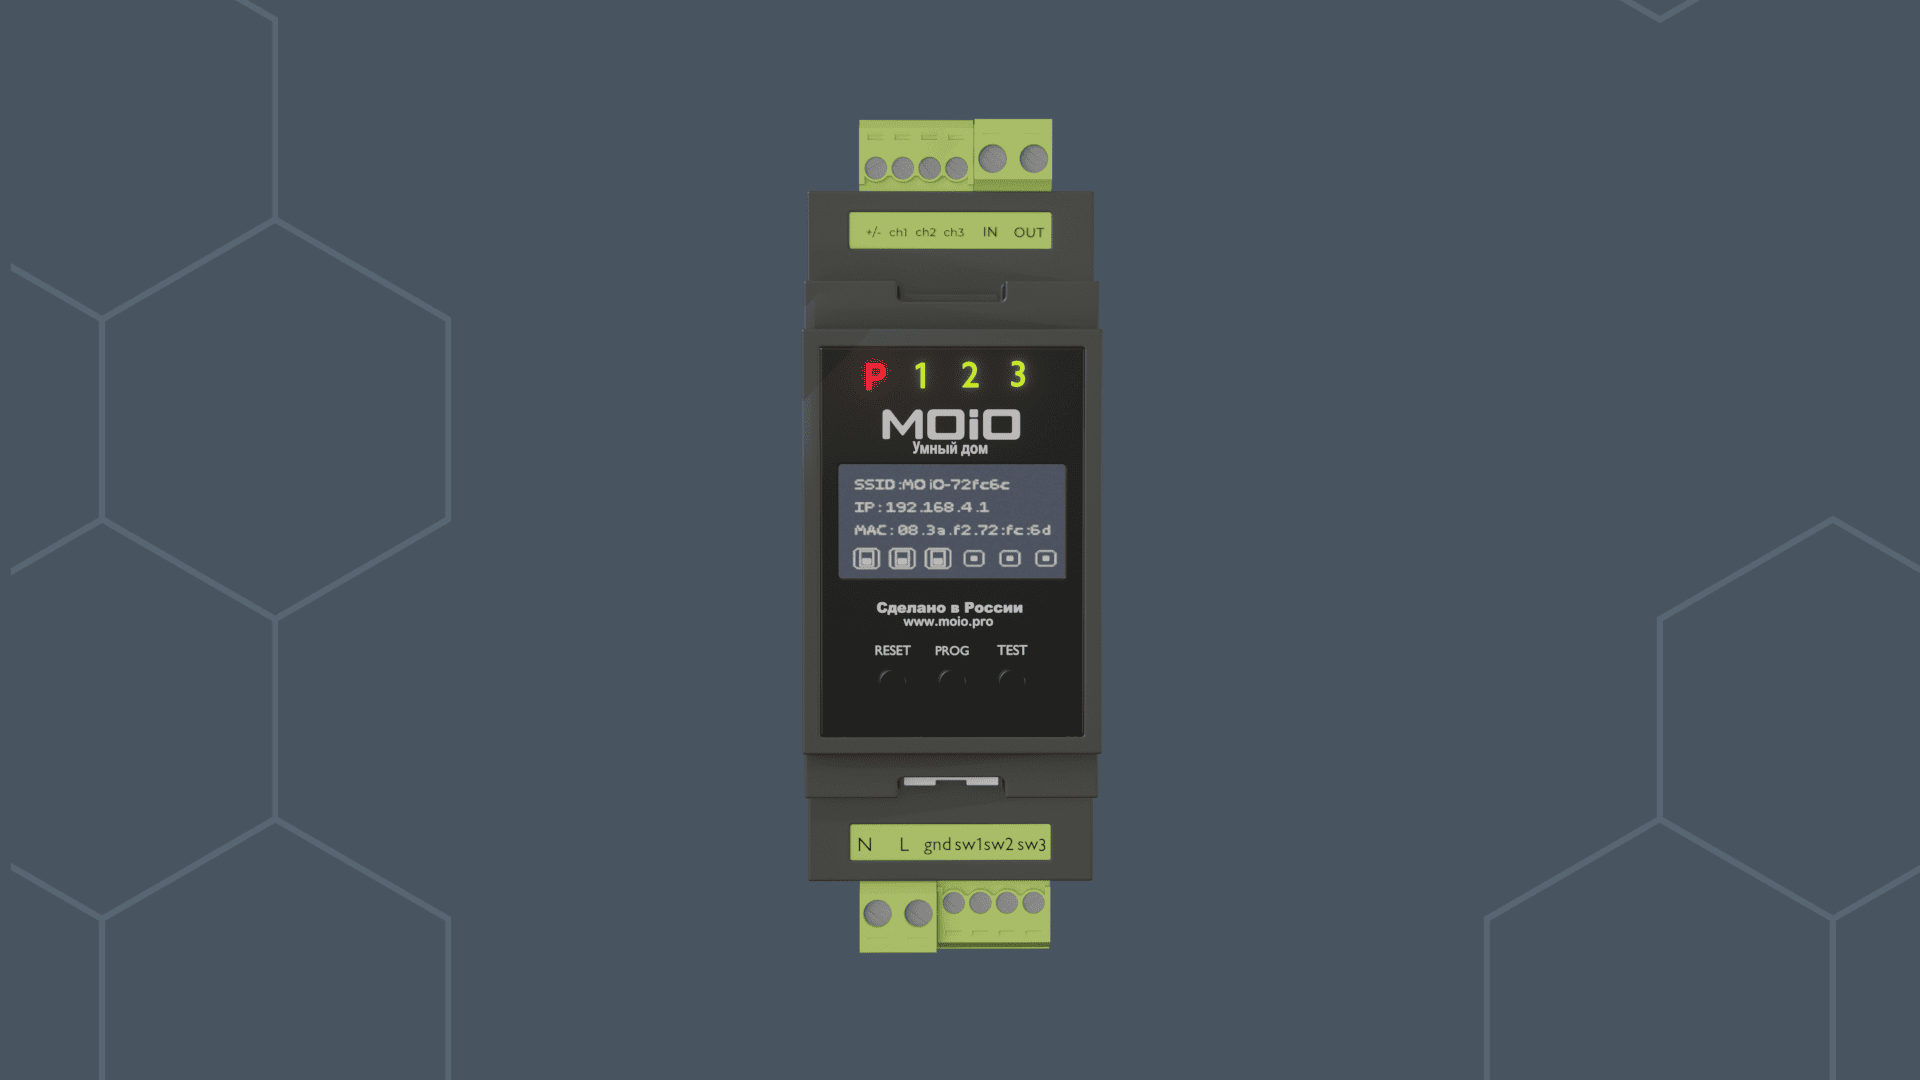 +/- ch1 ch2 ch3 IN OUT
P 1 2 3
MOiO
Умный дом
SSID:MOiO-72fc6c
IP:192.168.4.1
MAC:08.3a.f2.72:fc:6d
Сделано в России
www.moio.pro
RESET PROG TEST
N L gnd sw1 sw2 sw3